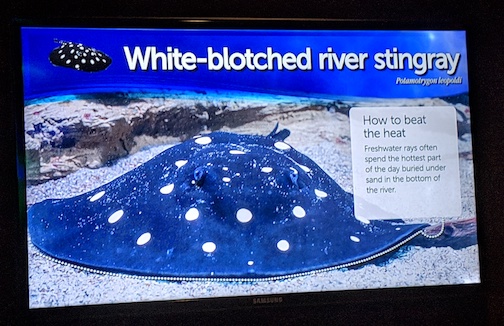 White-blotched river stingray
Potamotrygon leopoldi
How to beat
the heat
Freshwater rays often
spend the hottest part
of the day buried under
sand in the bottom of
the river.
SAMSUNG